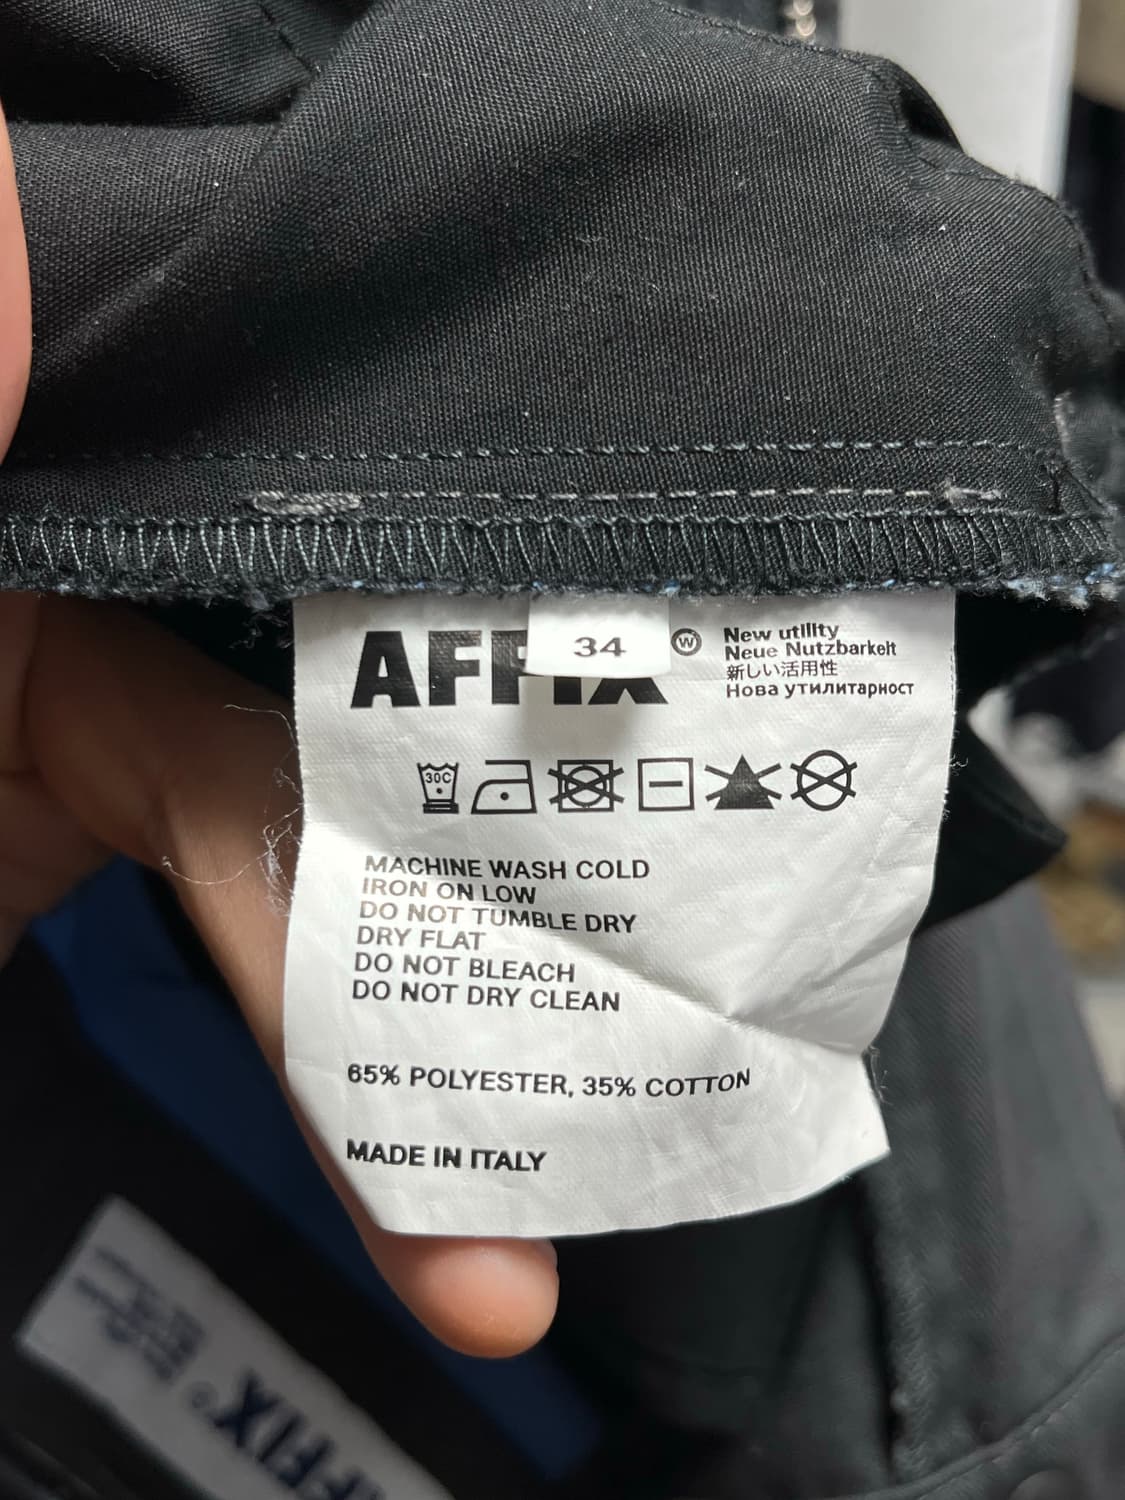 34
AFFIX
W
New utility
Neue Nutzbarkeit
新しい活用性
Нова утилитарност
30C
MACHINE WASH COLD
IRON ON LOW
DO NOT TUMBLE DRY
DRY FLAT
DO NOT BLEACH
DO NOT DRY CLEAN
65% POLYESTER, 35% COTTON
MADE IN ITALY
AFFIX